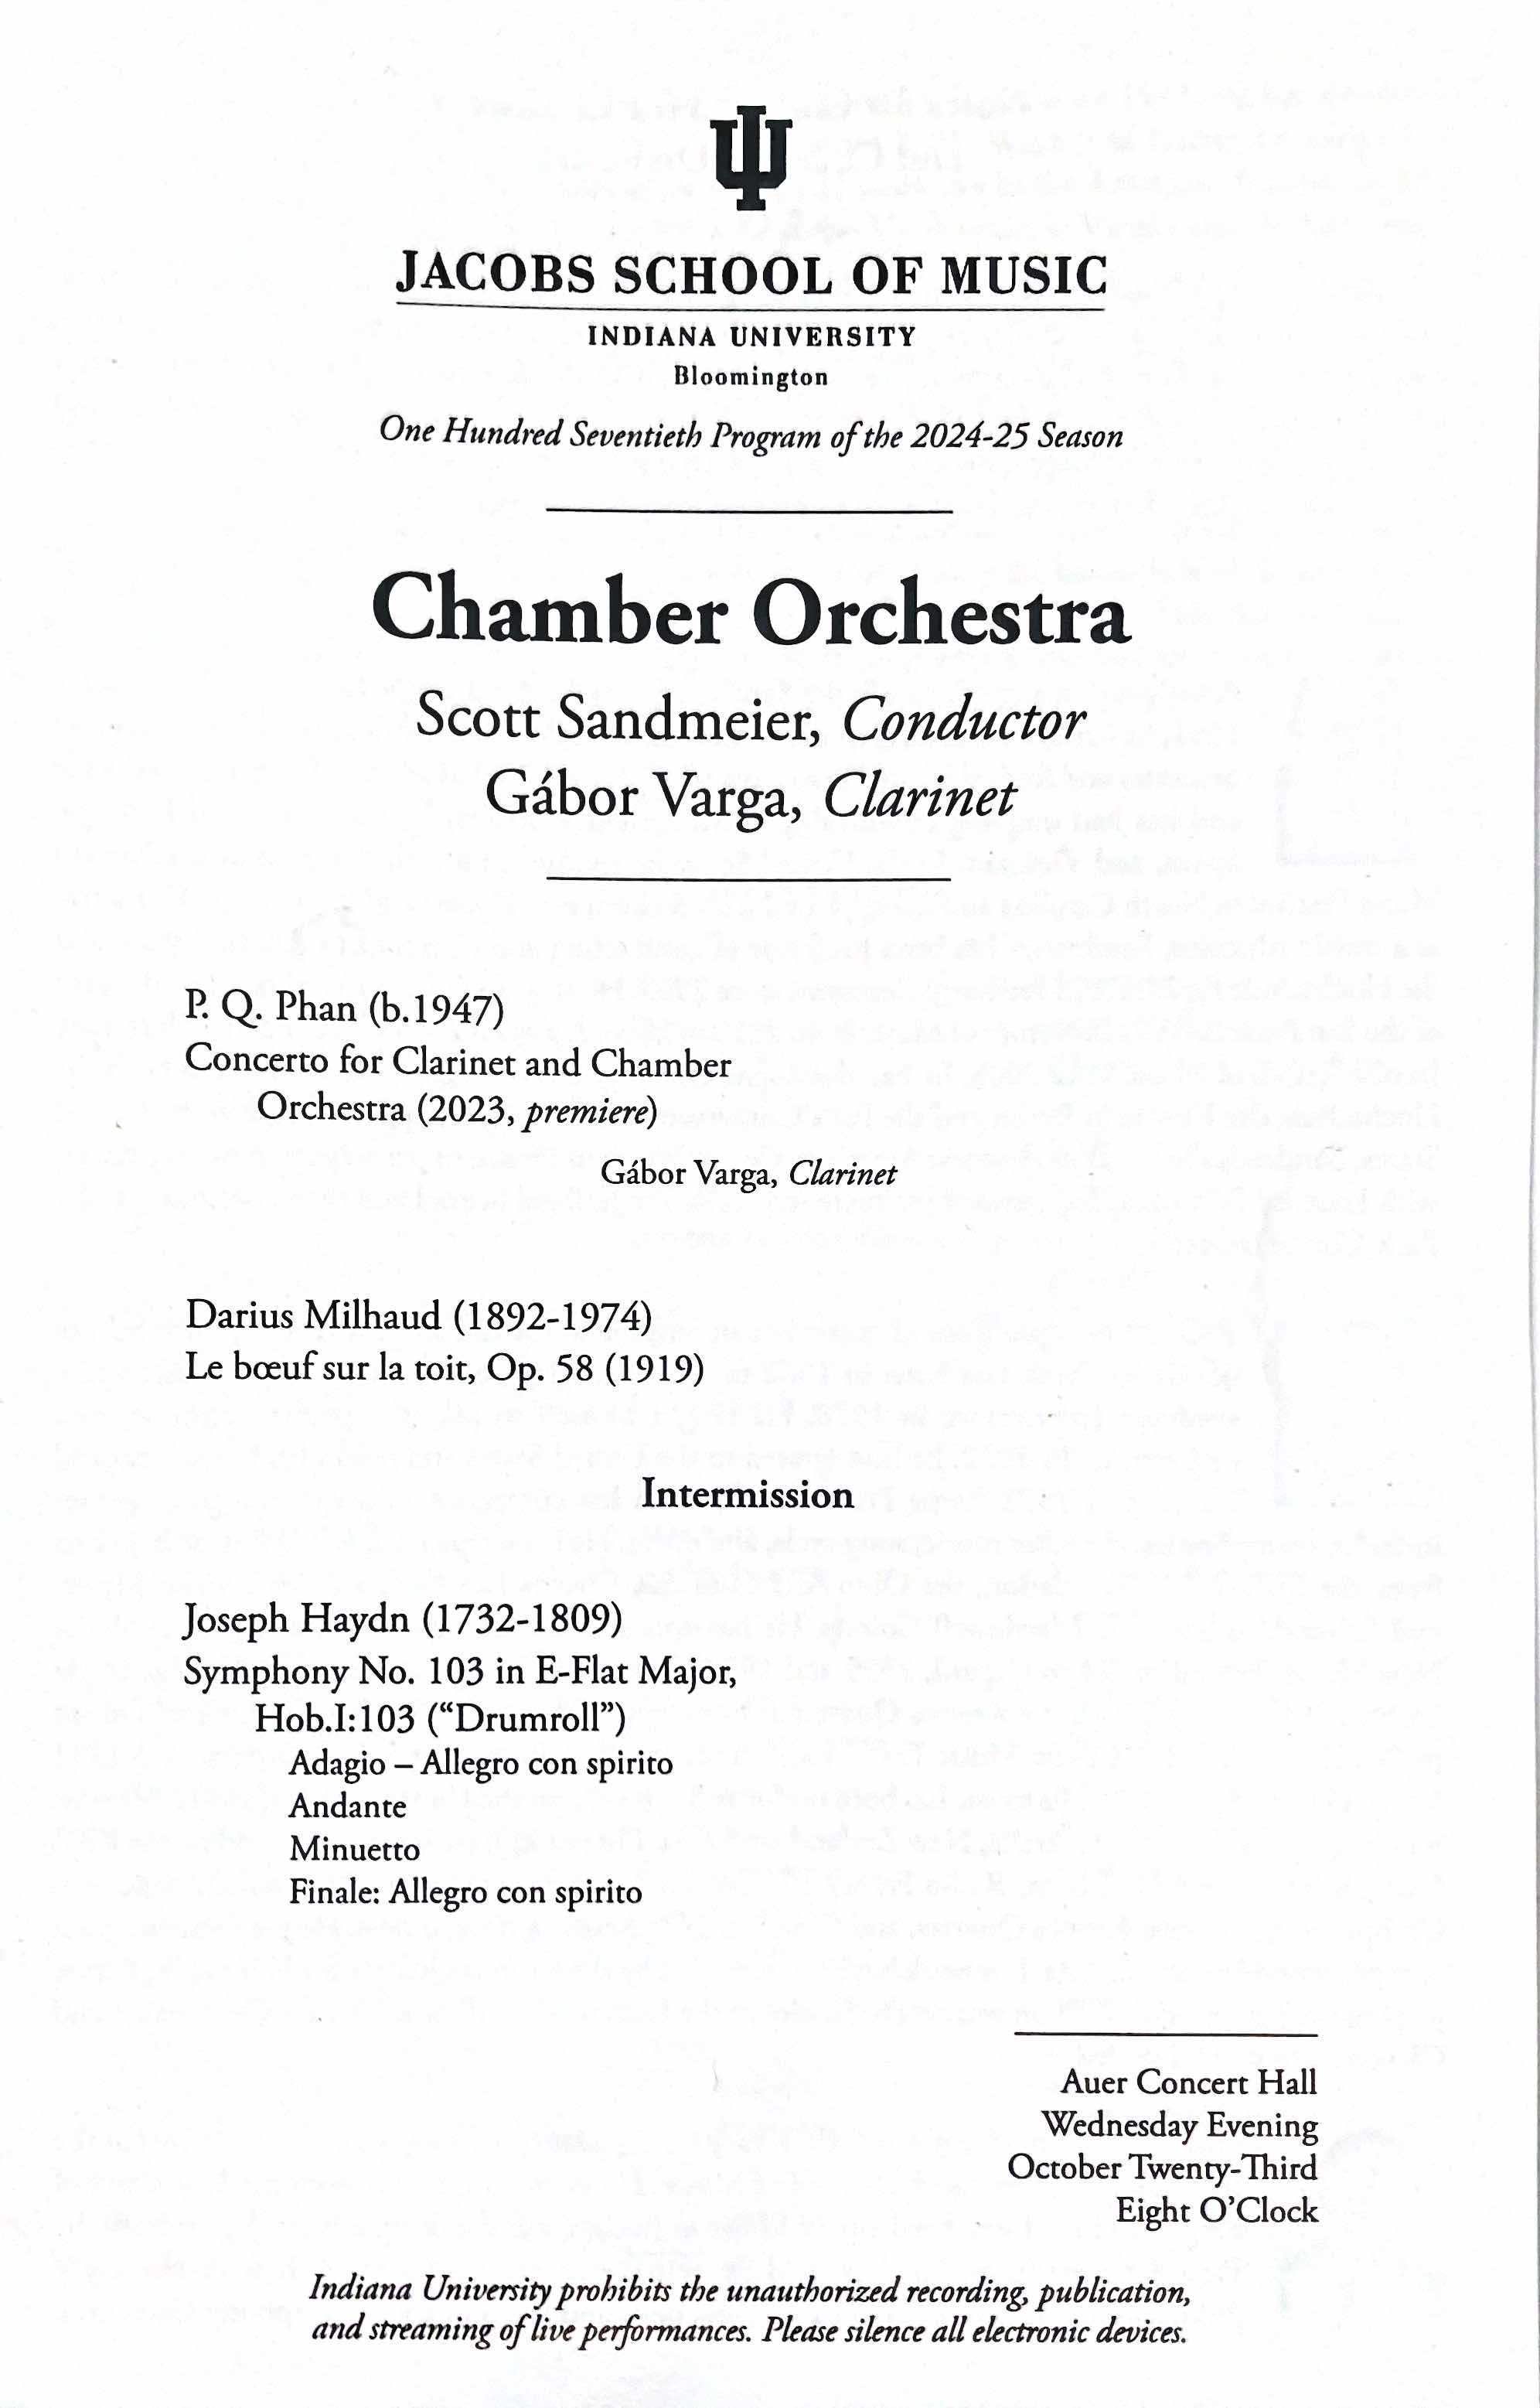 JACOBS SCHOOL OF MUSIC
INDIANA UNIVERSITY
Bloomington
One Hundred Seventieth Program of the 2024-25 Season
Chamber Orchestra
Scott Sandmeier, Conductor
Gábor Varga, Clarinet
P. Q. Phan (b.1947)
Concerto for Clarinet and Chamber
Orchestra (2023, premiere)
Gábor Varga, Clarinet
Darius Milhaud (1892-1974)
Le bœuf sur la toit, Op. 58 (1919)
Intermission
Joseph Haydn (1732-1809)
Symphony No. 103 in E-Flat Major,
Hob.I:103 (“Drumroll”)
Adagio – Allegro con spirito
Andante
Minuetto
Finale: Allegro con spirito
Auer Concert Hall
Wednesday Evening
October Twenty-Third
Eight O’Clock
Indiana University prohibits the unauthorized recording, publication,
and streaming of live performances. Please silence all electronic devices.